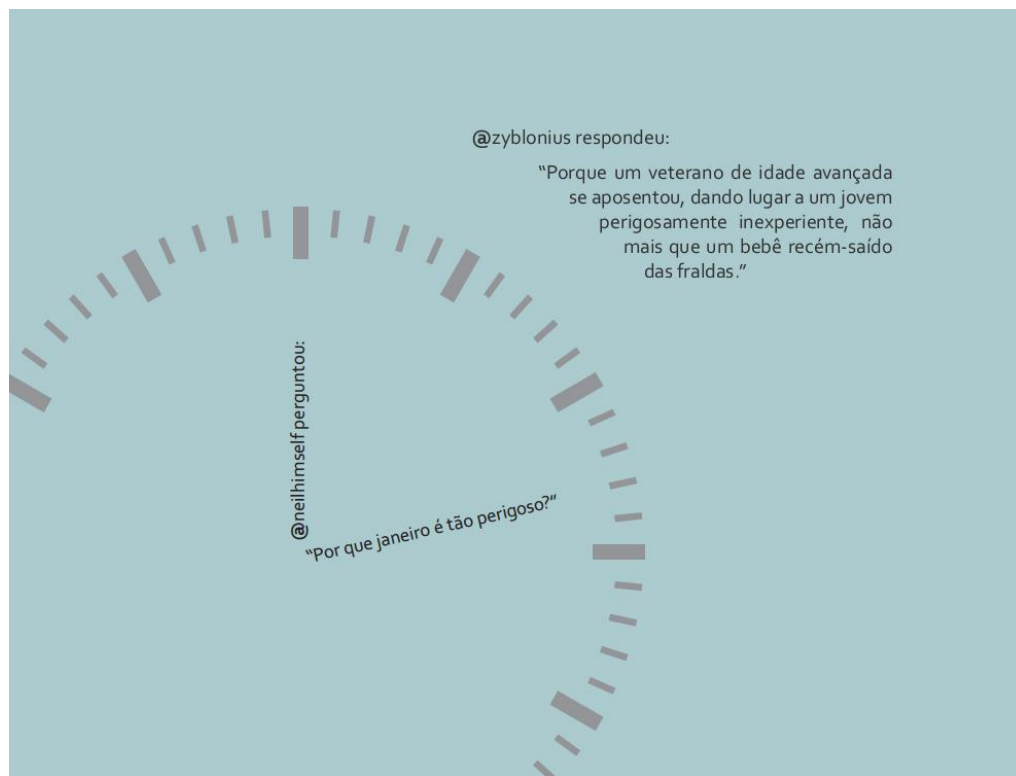 @neilhimself perguntou:
“Por que janeiro é tão perigoso?”
@zyblonius respondeu:
“Porque um veterano de idade avançada
se aposentou, dando lugar a um jovem
perigosamente inexperiente, não
mais que um bebê recém-saído
das fraldas.”